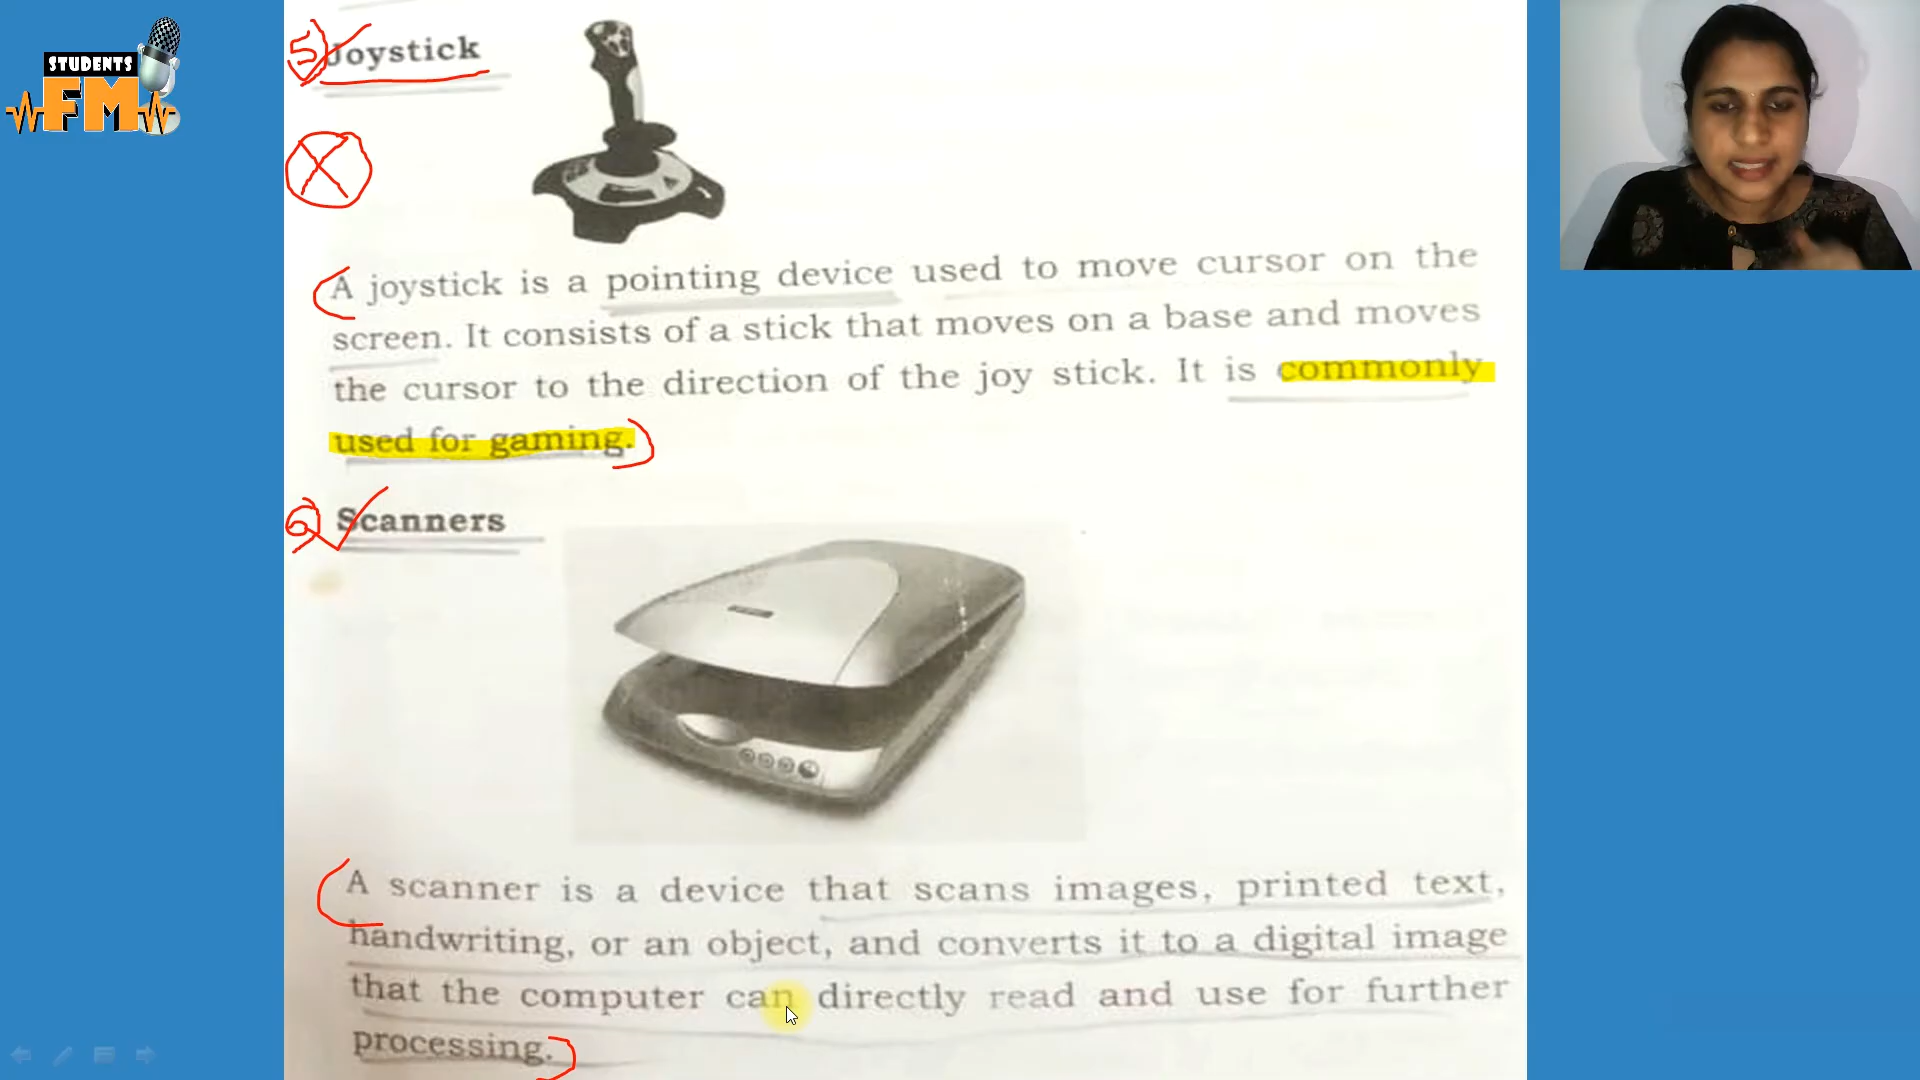 STUDENTS
FM
5) Joystick
A joystick is a pointing device used to move cursor on the
screen. It consists of a stick that moves on a base and moves
the cursor to the direction of the joy stick. It is commonly
used for gaming.
6) Scanners
A scanner is a device that scans images, printed text,
handwriting, or an object, and converts it to a digital image
that the computer can directly read and use for further
processing.